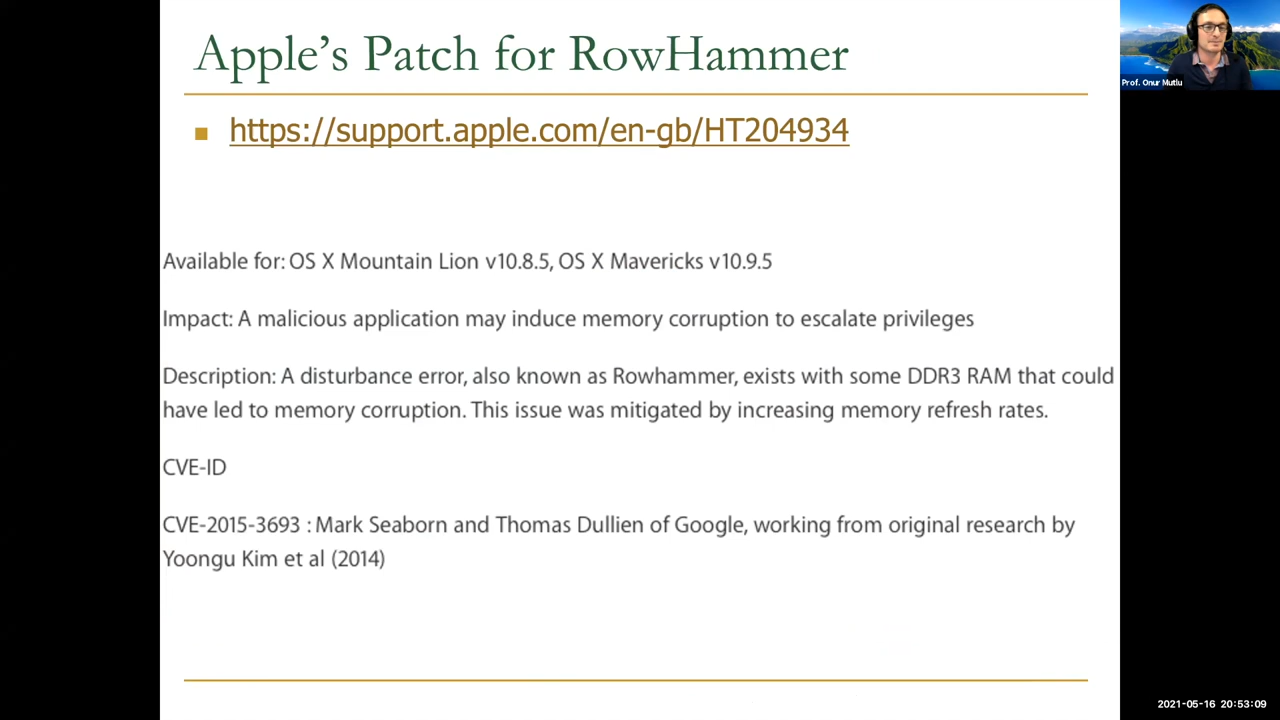 Apple's Patch for RowHammer
Prof. Onur Mutlu
https://support.apple.com/en-gb/HT204934
Available for: OS X Mountain Lion v10.8.5, OS X Mavericks v10.9.5
Impact: A malicious application may induce memory corruption to escalate privileges
Description: A disturbance error, also known as Rowhammer, exists with some DDR3 RAM that could
have led to memory corruption. This issue was mitigated by increasing memory refresh rates.
CVE-ID
CVE-2015-3693 : Mark Seaborn and Thomas Dullien of Google, working from original research by
Yoongu Kim et al (2014)
2021-05-16 20:53:09